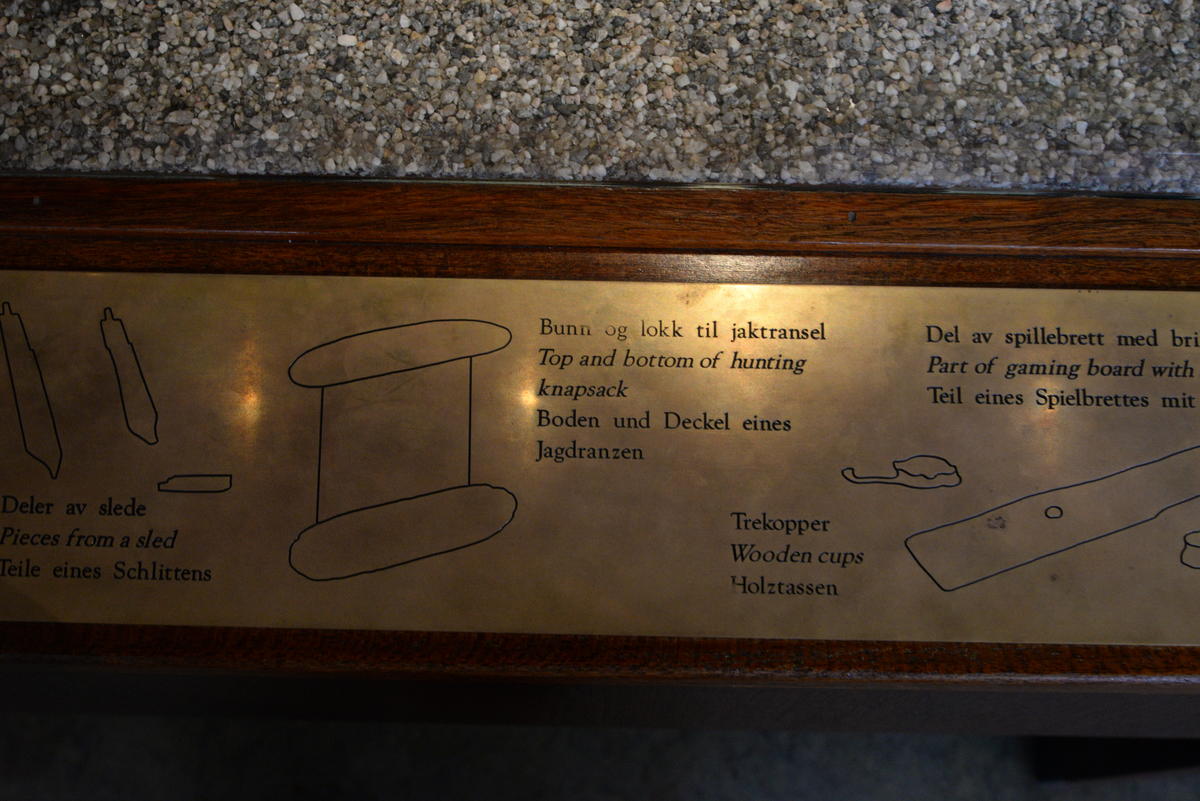 Bunn og lokk til jaktransel
Top and bottom of hunting
knapsack
Boden und Deckel eines
Jagdranzen
Del av spillebrett med
Part of gaming board with
Teil eines Spielbrettes mit
Deler av slede
Pieces from a sled
Teile eines Schlittens
Trekopper
Wooden cups
Holztassen